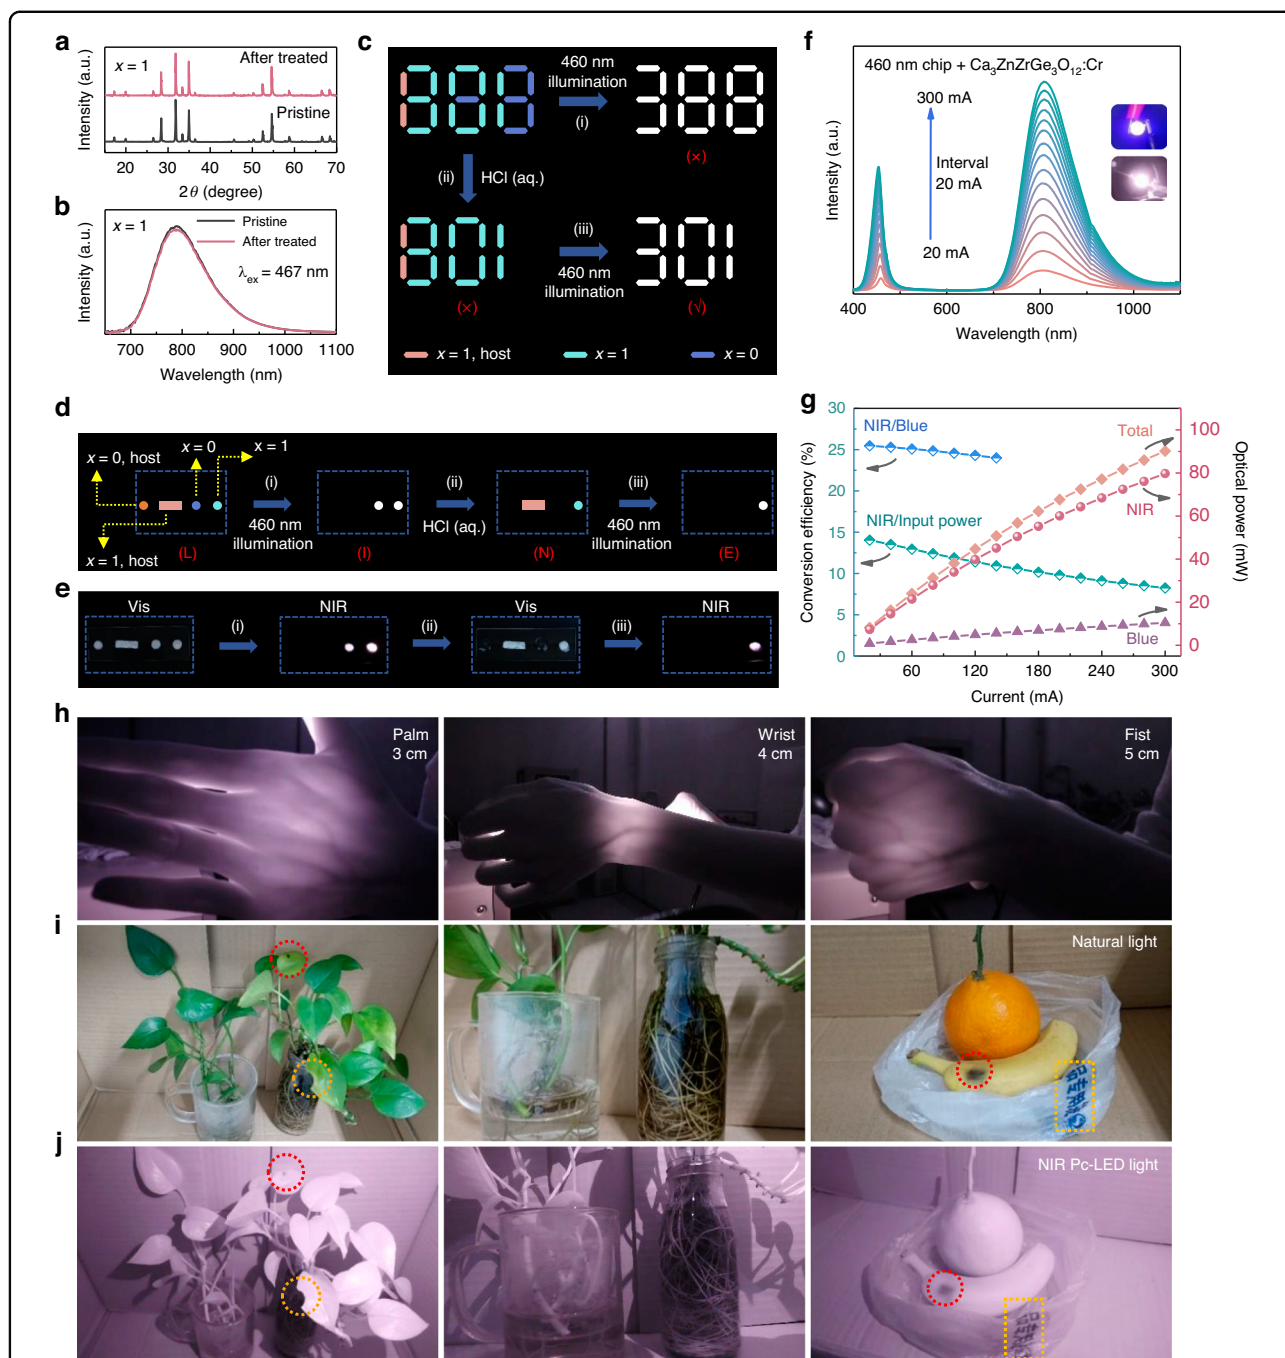 a
Intensity (a.u.)
x = 1
After treated
Pristine
15 20 30 40 50 60 70
2θ (degree)
b
Intensity (a.u.)
x = 1
Pristine
After treated
λex = 467 nm
700 800 900 1000 1100
Wavelength (nm)
c
460 nm
illumination
(i)
(×)
(ii)
HCl (aq.)
(iii)
460 nm
illumination
(×)
(√)
x = 1, host
x = 1
x = 0
f
460 nm chip + Ca3ZnZrGe3O12:Cr
300 mA
Interval
20 mA
20 mA
Intensity (a.u.)
400 600 800 1000
Wavelength (nm)
d
x = 0, host
x = 0
x = 1
x = 1, host
(L)
(i)
460 nm
illumination
(I)
(ii)
HCl (aq.)
(N)
(iii)
460 nm
illumination
(E)
e
Vis
(i)
NIR
(ii)
Vis
(iii)
NIR
g
Conversion efficiency (%)
30
25
20
15
10
5
0
NIR/Blue
NIR/Input power
Total
NIR
Blue
100
80
60
40
20
0
Optical power (mW)
60 120 180 240 300
Current (mA)
h
Palm
3 cm
Wrist
4 cm
Fist
5 cm
i
Natural light
j
NIR Pc-LED light